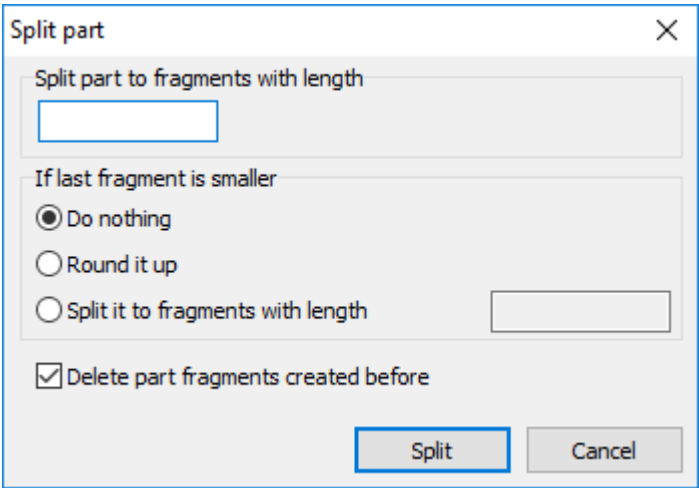 Split part
Split part to fragments with length
If last fragment is smaller
Do nothing
Round it up
Split it to fragments with length
Delete part fragments created before
Split Cancel